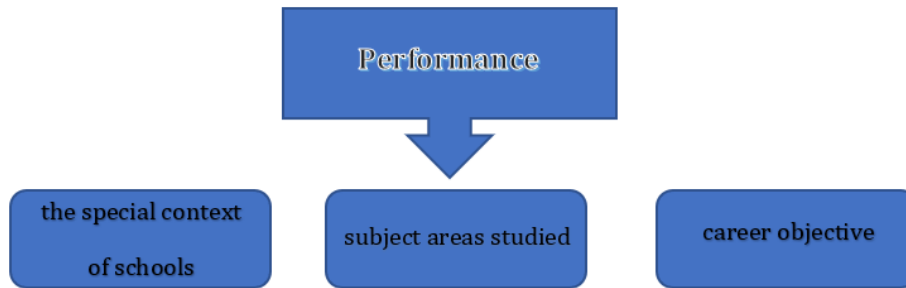 Performance
the special context
of schools
subject areas studied
career objective